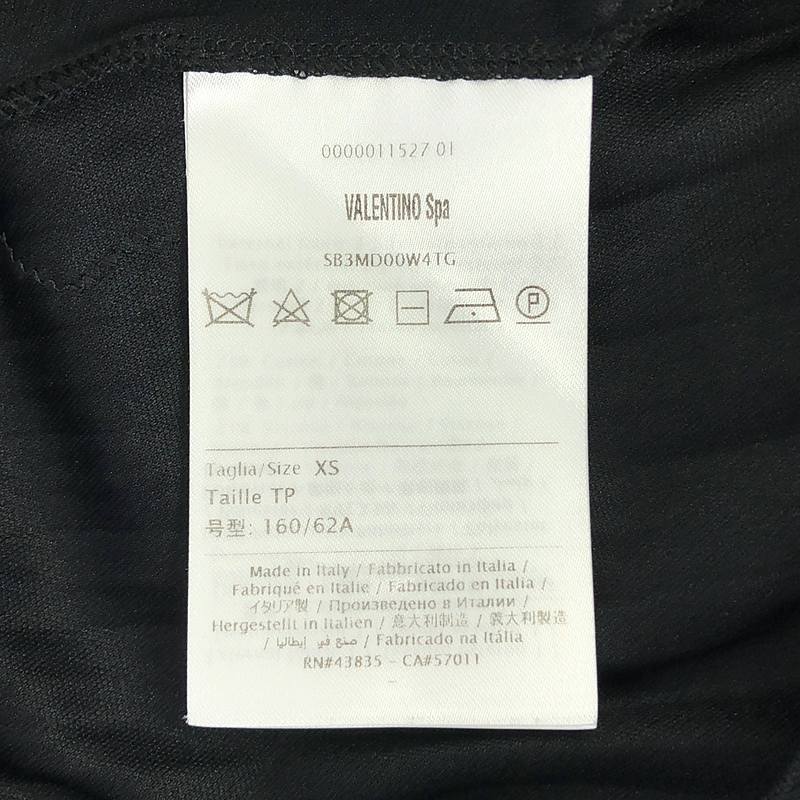 0000011527 01
VALENTINO Spa
SB3MD00W4TG
P
Taglia/Size XS
Taille TP
号型: 160/62A
Made in Italy / Fabbricato in Italia /
Fabriqué en Italie / Fabricado en Italia /
イタリア製 / Произведено в Италии /
Hergestellt in Italien / 意大利制造 / 義大利製造
/ صنع في إيطاليا / Fabricado na Itália
RN#43835 - CA#57011
-